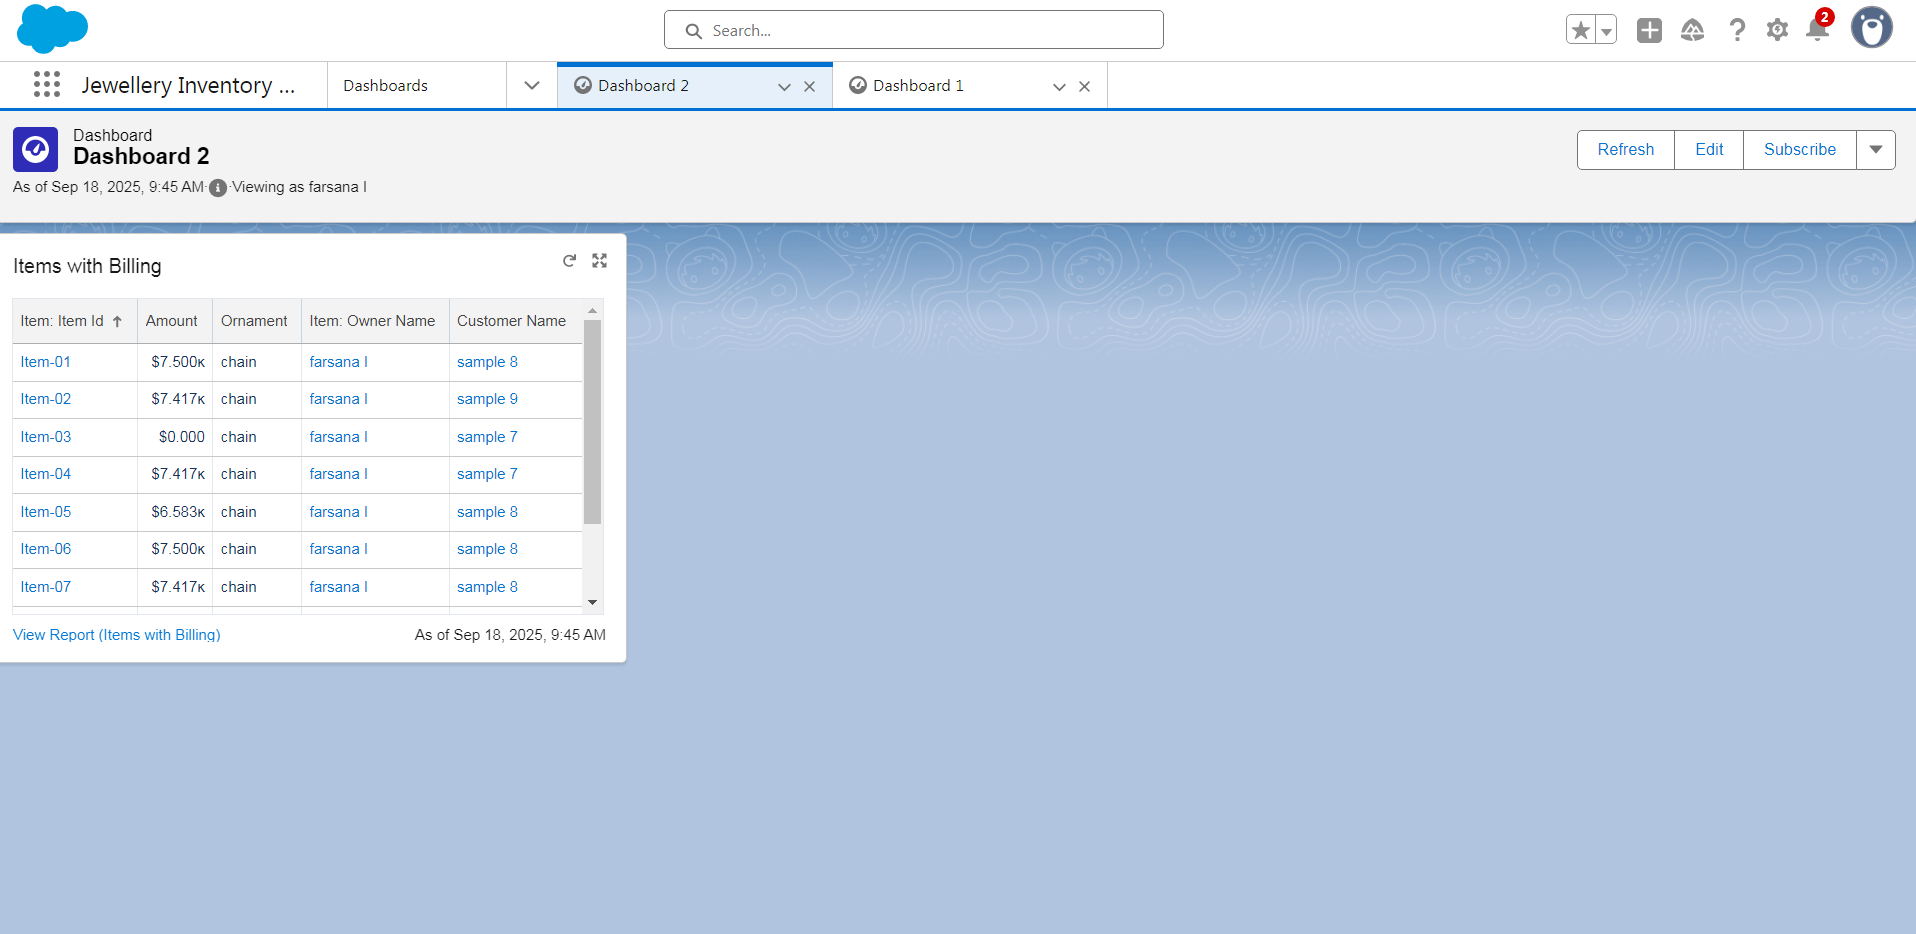 Search...
2
Jewellery Inventory ...
Dashboards
Dashboard 2
Dashboard 1
Dashboard
Dashboard 2
As of Sep 18, 2025, 9:45 AM·Viewing as farsana l
Refresh
Edit
Subscribe
Items with Billing
Item: Item Id Amount Ornament Item: Owner Name Customer Name
Item-01 $7.500K chain farsana l sample 8
Item-02 $7.417K chain farsana l sample 9
Item-03 $0.000 chain farsana l sample 7
Item-04 $7.417K chain farsana l sample 7
Item-05 $6.583K chain farsana l sample 8
Item-06 $7.500K chain farsana l sample 8
Item-07 $7.417K chain farsana l sample 8
View Report (Items with Billing)
As of Sep 18, 2025, 9:45 AM